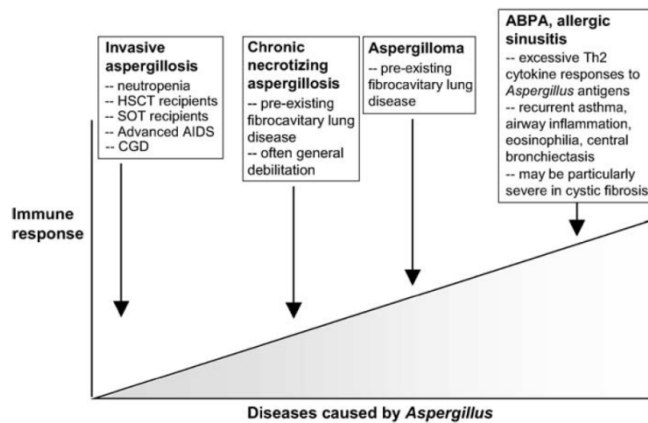 Invasive
aspergillosis
-- neutropenia
-- HSCT recipients
-- SOT recipients
-- Advanced AIDS
-- CGD
Chronic
necrotizing
aspergillosis
-- pre-existing
fibrocavitary lung
disease
-- often general
debilitation
Aspergilloma
-- pre-existing
fibrocavitary lung
disease
ABPA, allergic
sinusitis
-- excessive Th2
cytokine responses to
Aspergillus antigens
-- recurrent asthma,
airway inflammation,
eosinophilia, central
bronchiectasis
-- may be particularly
severe in cystic fibrosis
Immune
response
Diseases caused by Aspergillus